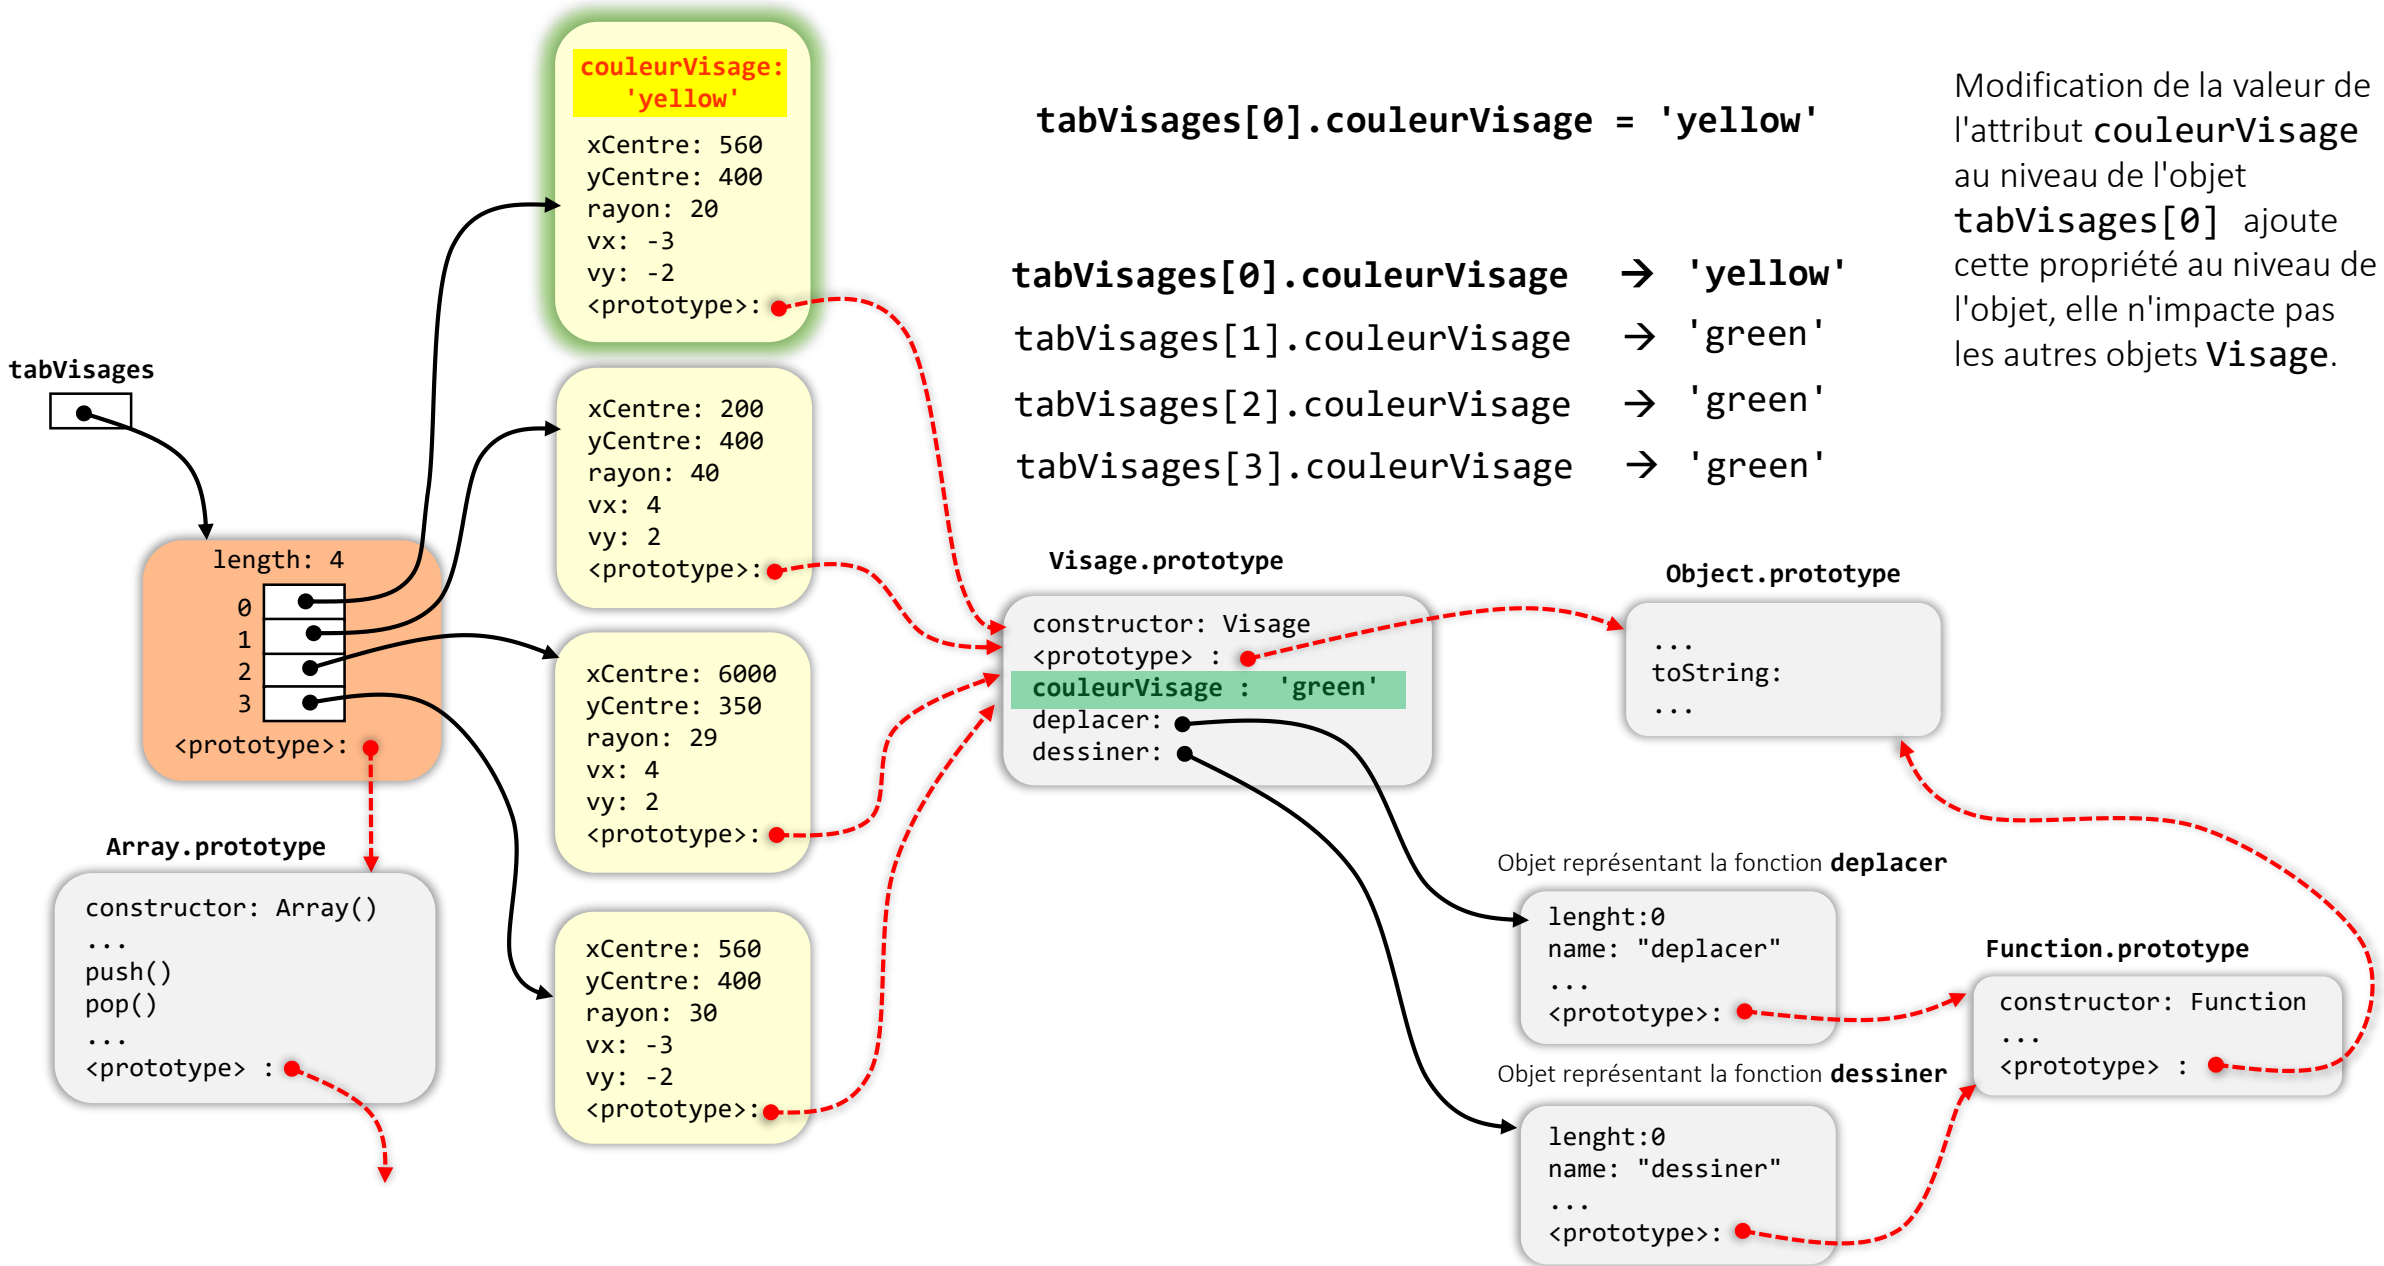 couleurVisage:
'yellow'
xCentre: 560
yCentre: 400
rayon: 20
vx: -3
vy: -2
<prototype>:
tabVisages[0].couleurVisage = 'yellow'
tabVisages[0].couleurVisage → 'yellow'
tabVisages[1].couleurVisage → 'green'
tabVisages[2].couleurVisage → 'green'
tabVisages[3].couleurVisage → 'green'
Modification de la valeur de
l'attribut couleurVisage
au niveau de l'objet
tabVisages[0] ajoute
cette propriété au niveau de
l'objet, elle n'impacte pas
les autres objets Visage.
tabVisages
length: 4
0
1
2
3
<prototype>:
xCentre: 200
yCentre: 400
rayon: 40
vx: 4
vy: 2
<prototype>:
xCentre: 6000
yCentre: 350
rayon: 29
vx: 4
vy: 2
<prototype>:
xCentre: 560
yCentre: 400
rayon: 30
vx: -3
vy: -2
<prototype>:
Array.prototype
constructor: Array()
...
push()
pop()
...
<prototype> :
Visage.prototype
constructor: Visage
<prototype> :
couleurVisage : 'green'
deplacer:
dessiner:
Object.prototype
...
toString:
...
Objet représentant la fonction deplacer
lenght:0
name: "deplacer"
...
<prototype>:
Function.prototype
constructor: Function
...
<prototype> :
Objet représentant la fonction dessiner
lenght:0
name: "dessiner"
...
<prototype>: